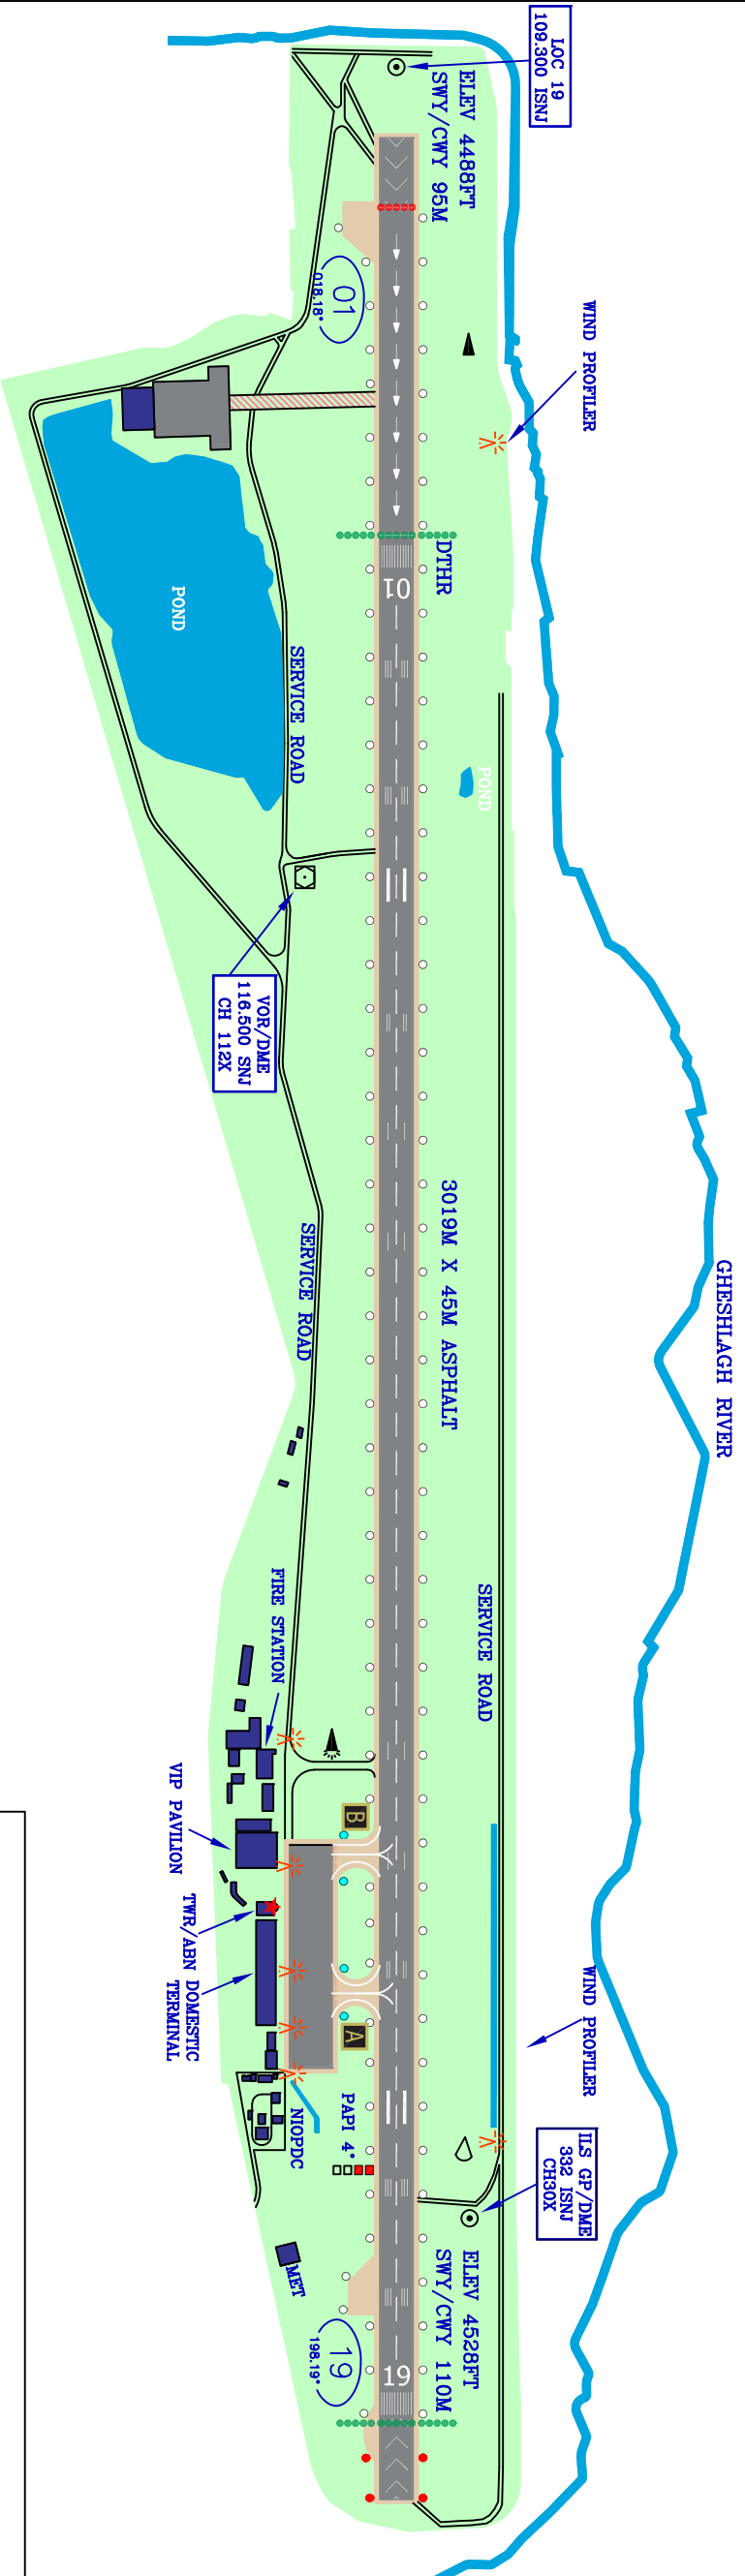 LOC 19
109.300 ISNJ
ELEV 4488FT
SWY/CWY 95M
01
018.18°
WIND PROFILER
DTHR
01
POND
SERVICE ROAD
POND
VOR/DME
116.500 SNJ
CH 112X
3019M X 45M ASPHALT
GHESHLAGH RIVER
SERVICE ROAD
SERVICE ROAD
FIRE STATION
VIP PAVILION
B
TWR/ABN
DOMESTIC
TERMINAL
A
WIND PROFILER
NIOPDC
PAPI 4°
ILS GP/DME
332 ISNJ
CH30X
MET
ELEV 4528FT
SWY/CWY 110M
19
198.19°
19